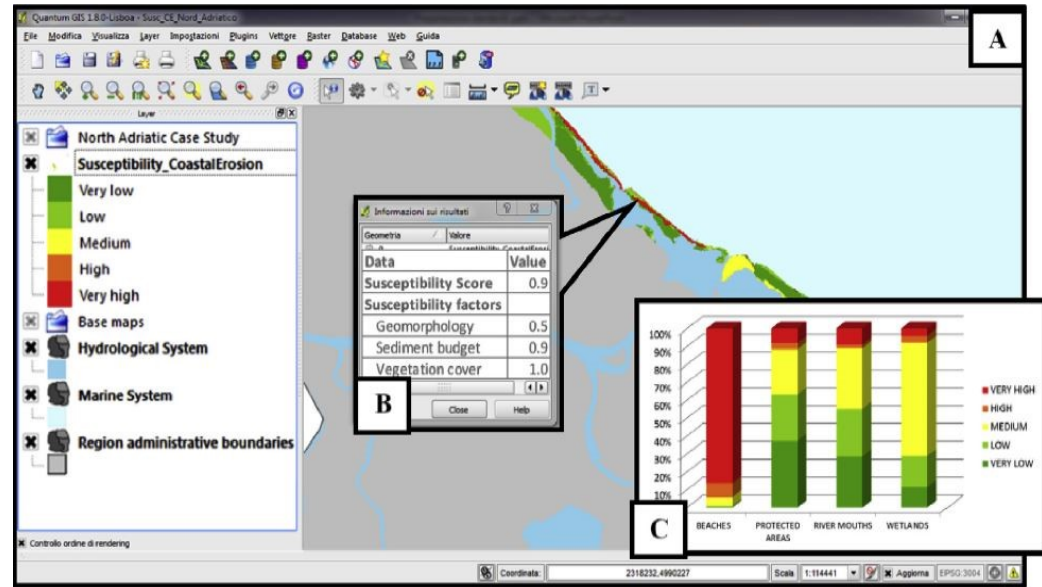 Quantum GIS 1.8.0-Lisboa - Susc_CE_Nord_Adriatico
A
File Modifica Visualizza Layer Impostazioni Plugins Vettore Raster Database Web Guida
Layer
North Adriatic Case Study
Susceptibility_CoastalErosion
Very low
Low
Medium
High
Very high
Base maps
Hydrological System
Marine System
Region administrative boundaries
Controllo ordine di rendering
Informazioni sui risultati
Geometria Valore
Data Value
Susceptibility Score 0.9
Susceptibility factors
Geomorphology 0.5
Sediment budget 0.9
Vegetation cover 1.0
B
Close Help
100%
90%
80%
70%
60%
50%
40%
30%
20%
10%
C
BEACHES PROTECTED AREAS RIVER MOUTHS WETLANDS
VERY HIGH
HIGH
MEDIUM
LOW
VERY LOW
Coordinata: 2318232,4990227 Scala 1:114441 Aggiorna EPSG:3004